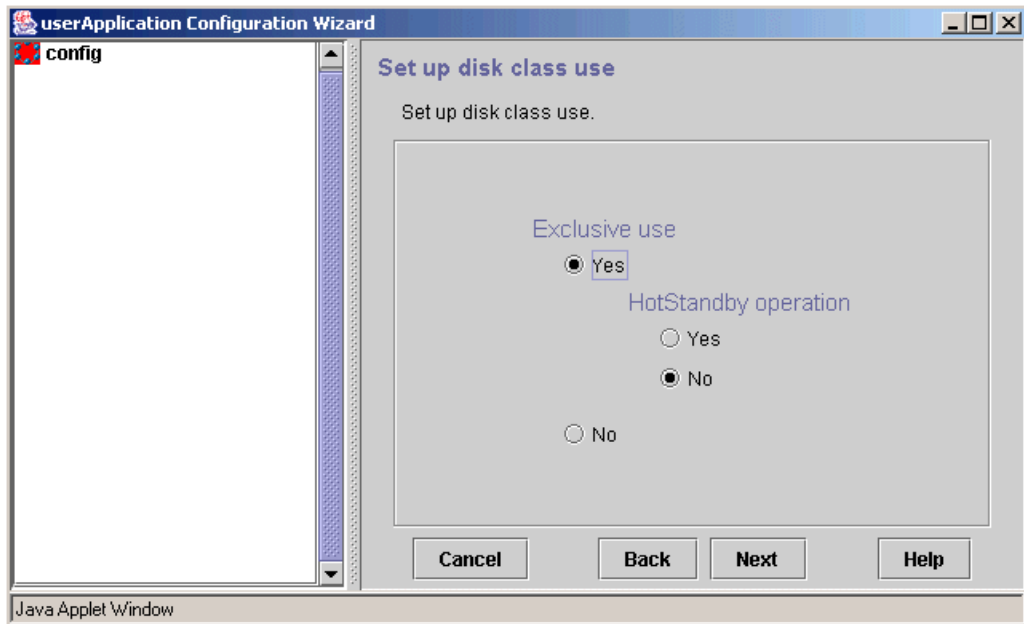 userApplication Configuration Wizard
config
Set up disk class use
Set up disk class use.
Exclusive use
Yes
HotStandby operation
Yes
No
No
Cancel Back Next Help
Java Applet Window